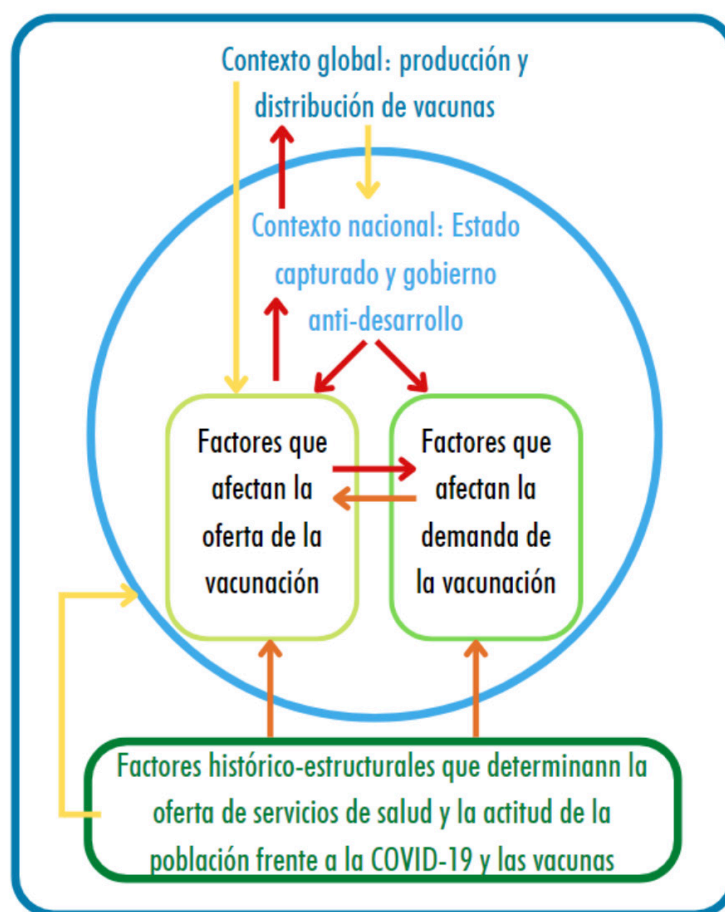 Contexto global: producción y
distribución de vacunas
Contexto nacional: Estado
capturado y gobierno
anti-desarrollo
Factores que
afectan la
oferta de la
vacunación
Factores que
afectan la
demanda de
la vacunación
Factores histórico-estructurales que determinann la
oferta de servicios de salud y la actitud de la
población frente a la COVID-19 y las vacunas